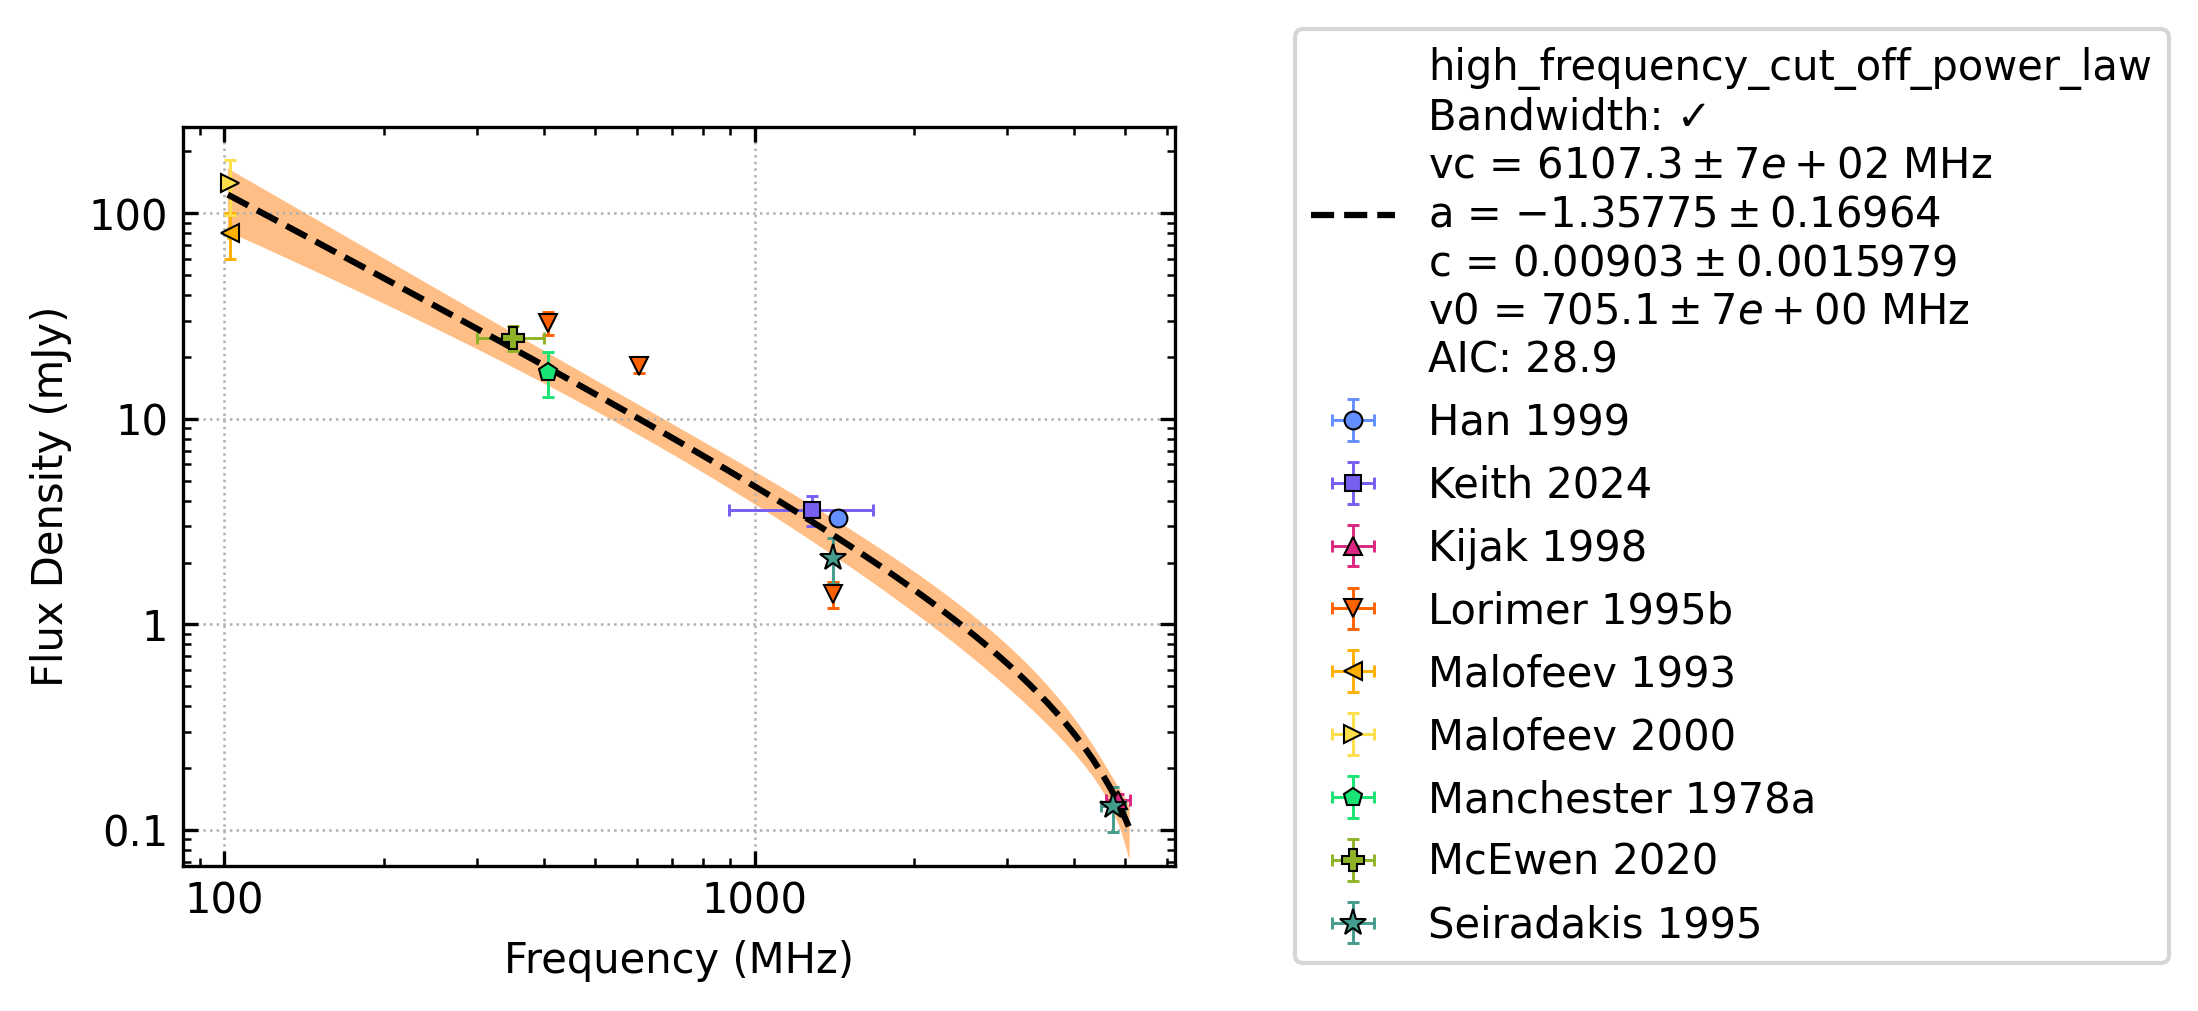 100
10
1
0.1
Flux Density (mJy)
100
1000
Frequency (MHz)
high_frequency_cut_off_power_law
Bandwidth: ✓
vc = 6107.3 ± 7e + 02 MHz
a = −1.35775 ± 0.16964
c = 0.00903 ± 0.0015979
v0 = 705.1 ± 7e + 00 MHz
AIC: 28.9
Han 1999
Keith 2024
Kijak 1998
Lorimer 1995b
Malofeev 1993
Malofeev 2000
Manchester 1978a
McEwen 2020
Seiradakis 1995